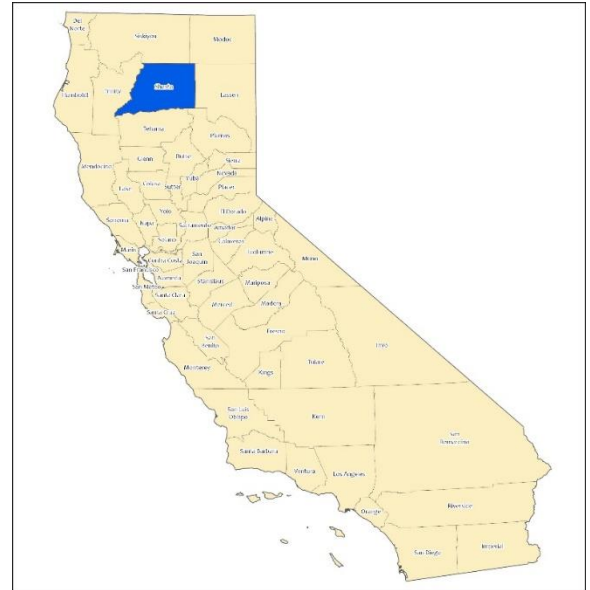 Del
Norte
Siskiyou
Modoc
Humboldt
Trinity
Shasta
Lassen
Tehama
Plumas
Mendocino
Glenn
Butte
Sierra
Nevada
Lake
Colusa
Sutter
Yuba
Placer
Sonoma
Napa
Yolo
El Dorado
Sacramento
Amador
Alpine
Marin
Solano
Calaveras
Contra Costa
San
Joaquin
Tuolumne
Mono
San Francisco
Alameda
San Mateo
Stanislaus
Mariposa
Santa Clara
Merced
Madera
Santa Cruz
San
Benito
Fresno
Inyo
Monterey
Kings
Tulare
San Luis
Obispo
Kern
San
Bernardino
Santa Barbara
Ventura
Los Angeles
Orange
Riverside
San Diego
Imperial